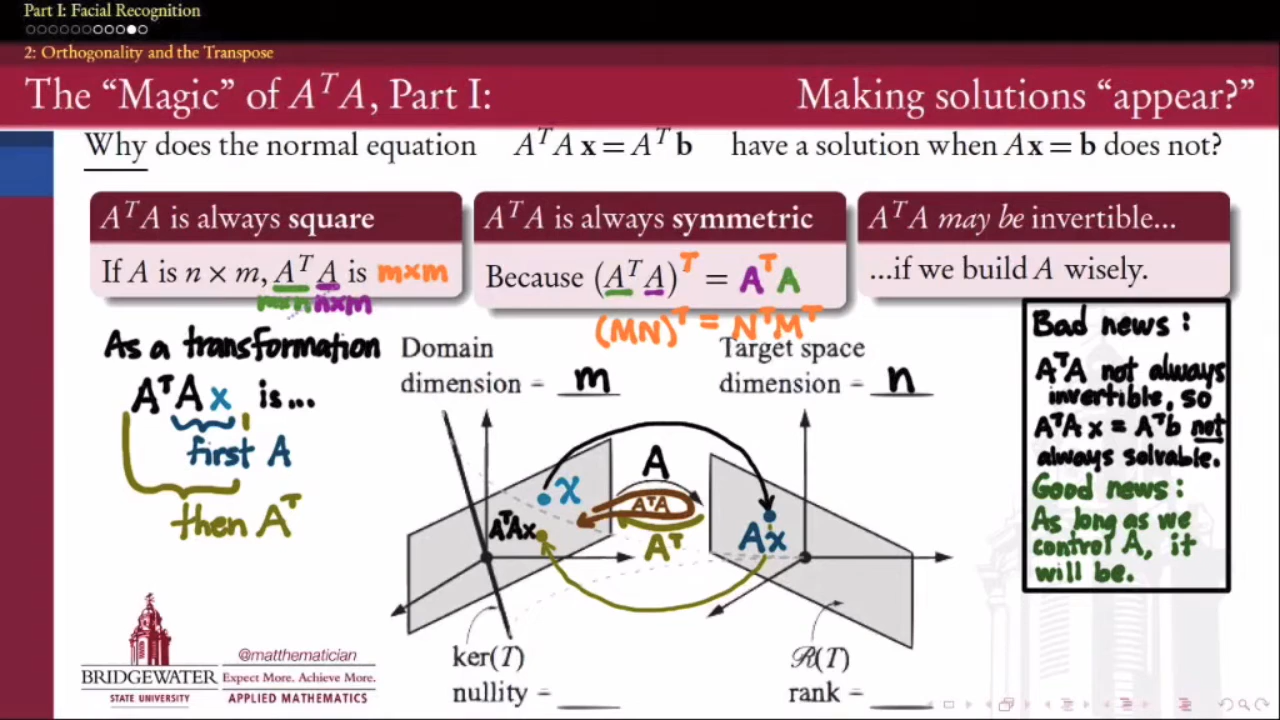 Part I: Facial Recognition
2: Orthogonality and the Transpose
The “Magic” of AᵀA, Part I: Making solutions “appear?”
Why does the normal equation AᵀA x = Aᵀ b have a solution when Ax = b does not?
AᵀA is always square
If A is n × m, AᵀA is m×m
m×n n×m
AᵀA is always symmetric
Because (AᵀA)ᵀ = AᵀA
(MN)ᵀ = NᵀMᵀ
AᵀA may be invertible...
...if we build A wisely.
As a transformation
AᵀA x is...
first A
then Aᵀ
Domain
dimension = m
Target space
dimension = n
A
x
AᵀA
AᵀAx
Aᵀ
Ax
ker(T)
nullity =
ℛ(T)
rank =
Bad news:
AᵀA not always
invertible, so
AᵀA x = Aᵀb not
always solvable.
Good news:
As long as we
control A, it
will be.
@matthematician
BRIDGEWATER
STATE UNIVERSITY
Expect More. Achieve More.
APPLIED MATHEMATICS